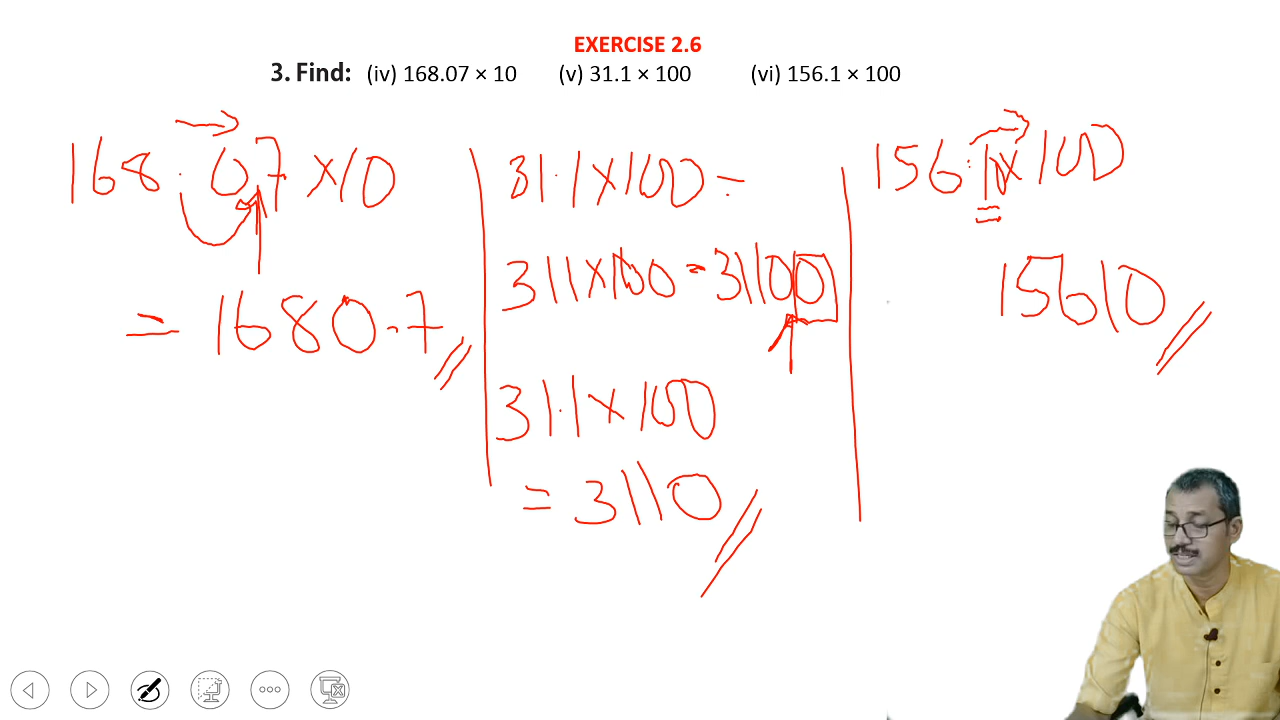 EXERCISE 2.6
3. Find: (iv) 168.07 × 10 (v) 31.1 × 100 (vi) 156.1 × 100
168.07 ×10
= 1680.7
31.1×100 =
311×100 = 31100
31.1×100
= 3110
156.1×100
15610